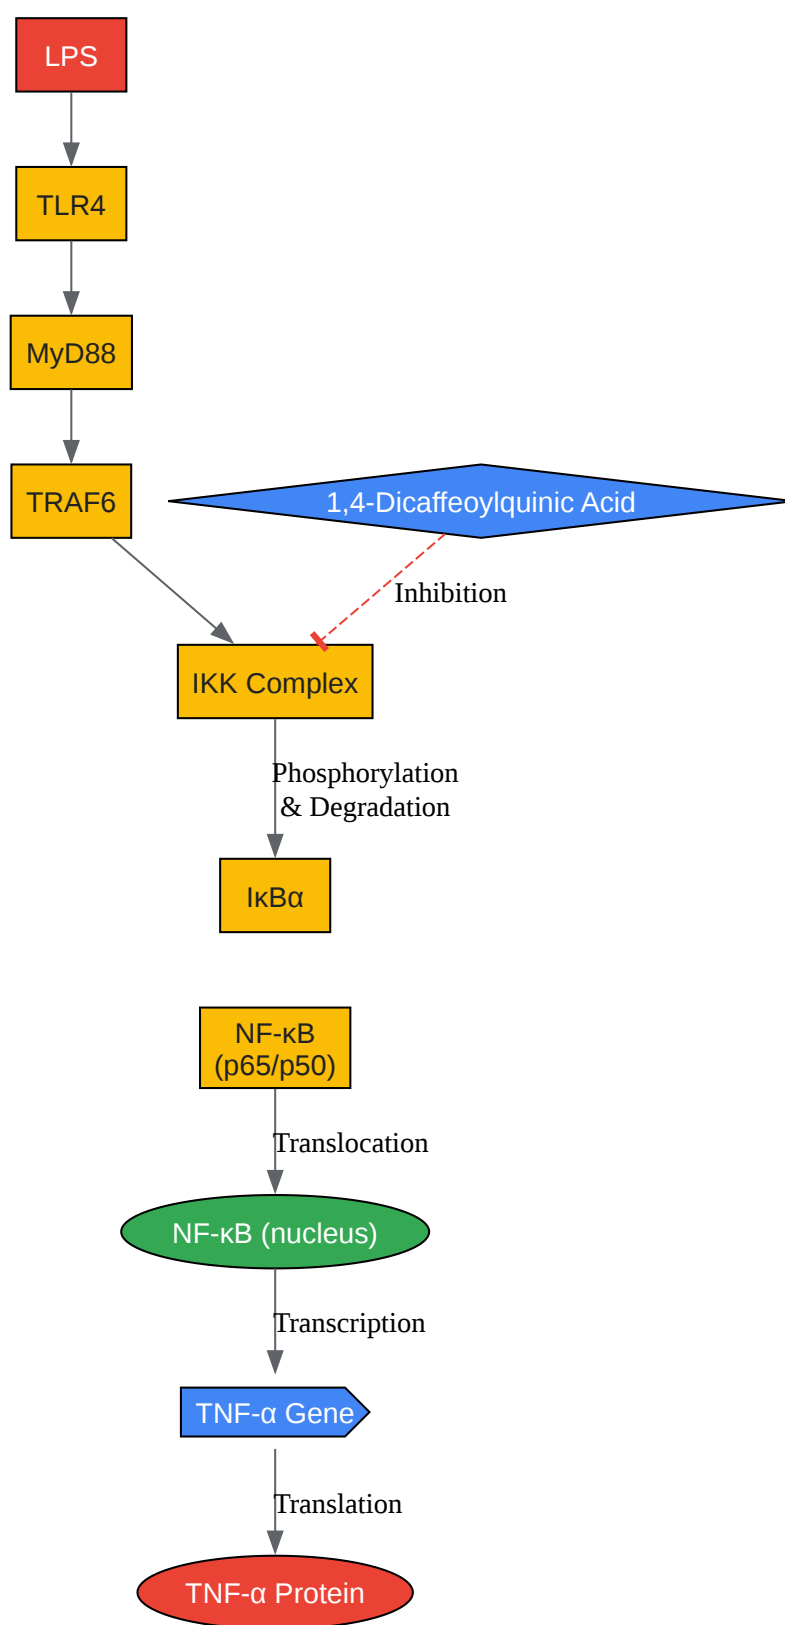 LPS
TLR4
MyD88
TRAF6
1,4-Dicaffeoylquinic Acid
Inhibition
IKK Complex
Phosphorylation
& Degradation
IκBα
NF-κB
(p65/p50)
Translocation
NF-κB (nucleus)
Transcription
TNF-α Gene
Translation
TNF-α Protein